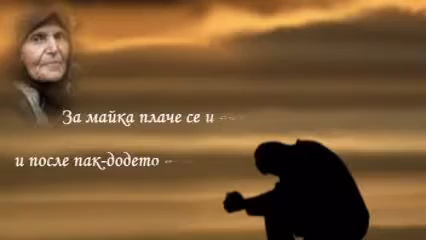 За майка плаче се и
и после пак-додето